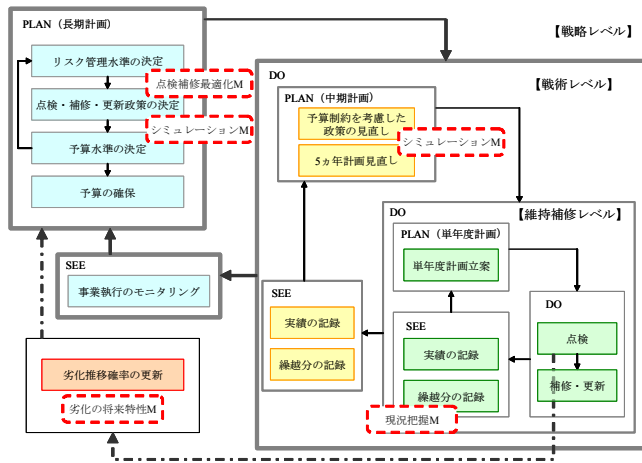 PLAN（長期計画）
リスク管理水準の決定
点検補修最適化M
点検・補修・更新政策の決定
シミュレーションM
予算水準の決定
予算の確保
SEE
事業執行のモニタリング
劣化推移確率の更新
劣化の将来特性M
【戦略レベル】
DO
【戦術レベル】
PLAN（中期計画）
予算制約を考慮した
政策の見直し
シミュレーションM
5ヵ年計画見直し
SEE
実績の記録
繰越分の記録
DO
【維持補修レベル】
PLAN（単年度計画）
単年度計画立案
SEE
実績の記録
繰越分の記録
現況把握M
DO
点検
補修・更新